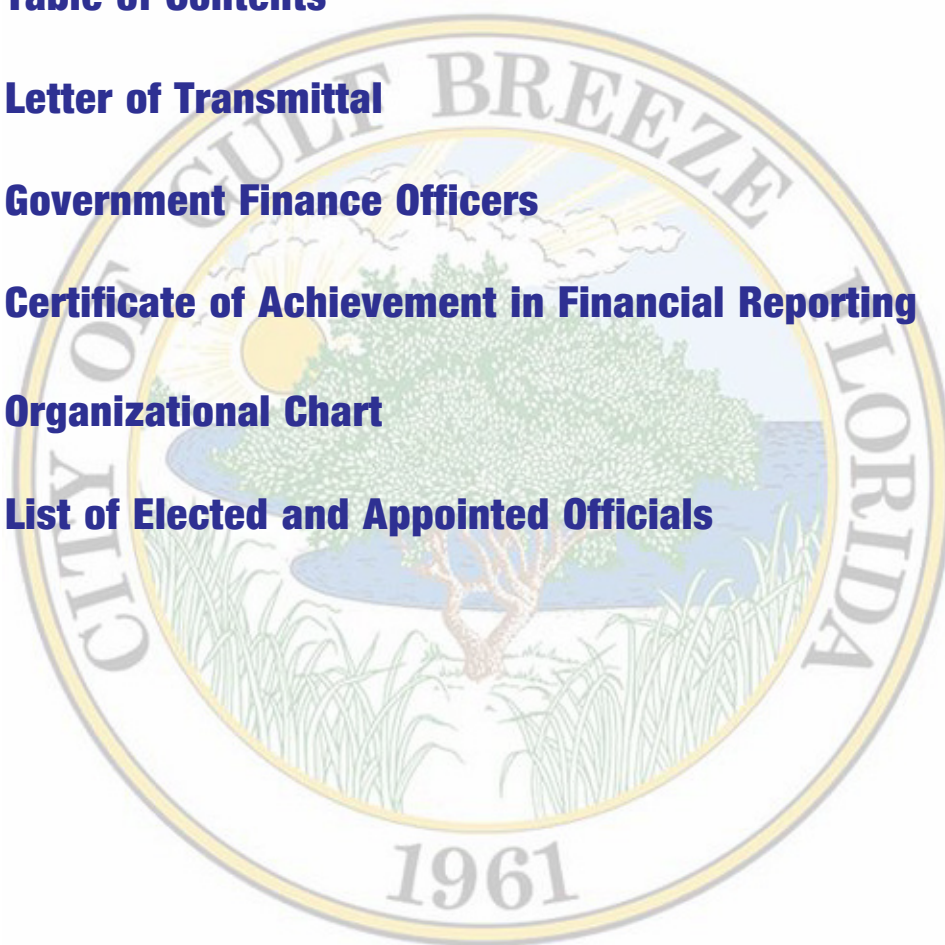 Table of Contents
Letter of Transmittal
Government Finance Officers
Certificate of Achievement in Financial Reporting
Organizational Chart
List of Elected and Appointed Officials
CITY OF GULF BREEZE FLORIDA
1961